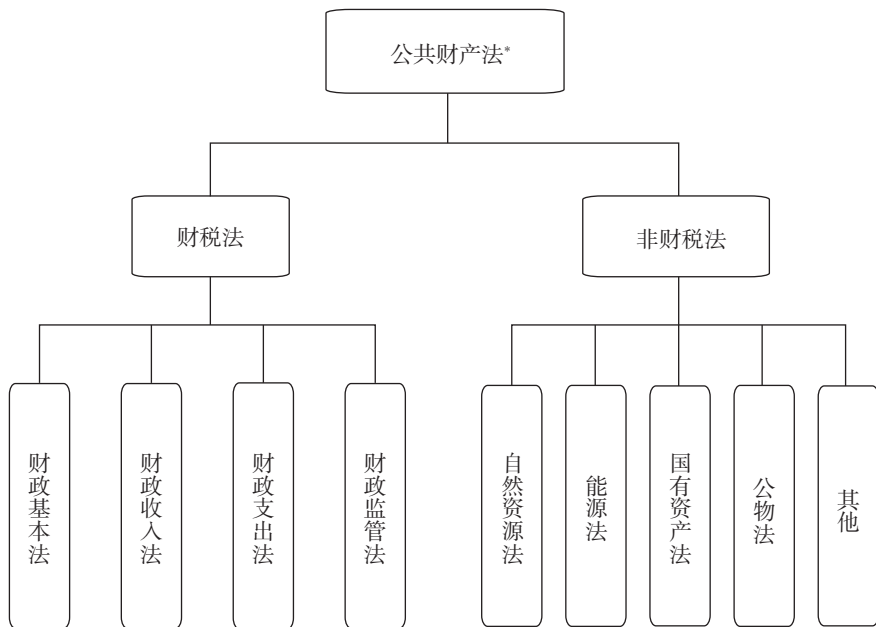 公共财产法*
财税法
非财税法
财政基本法
财政收入法
财政支出法
财政监管法
自然资源法
能源法
国有资产法
公物法
其他